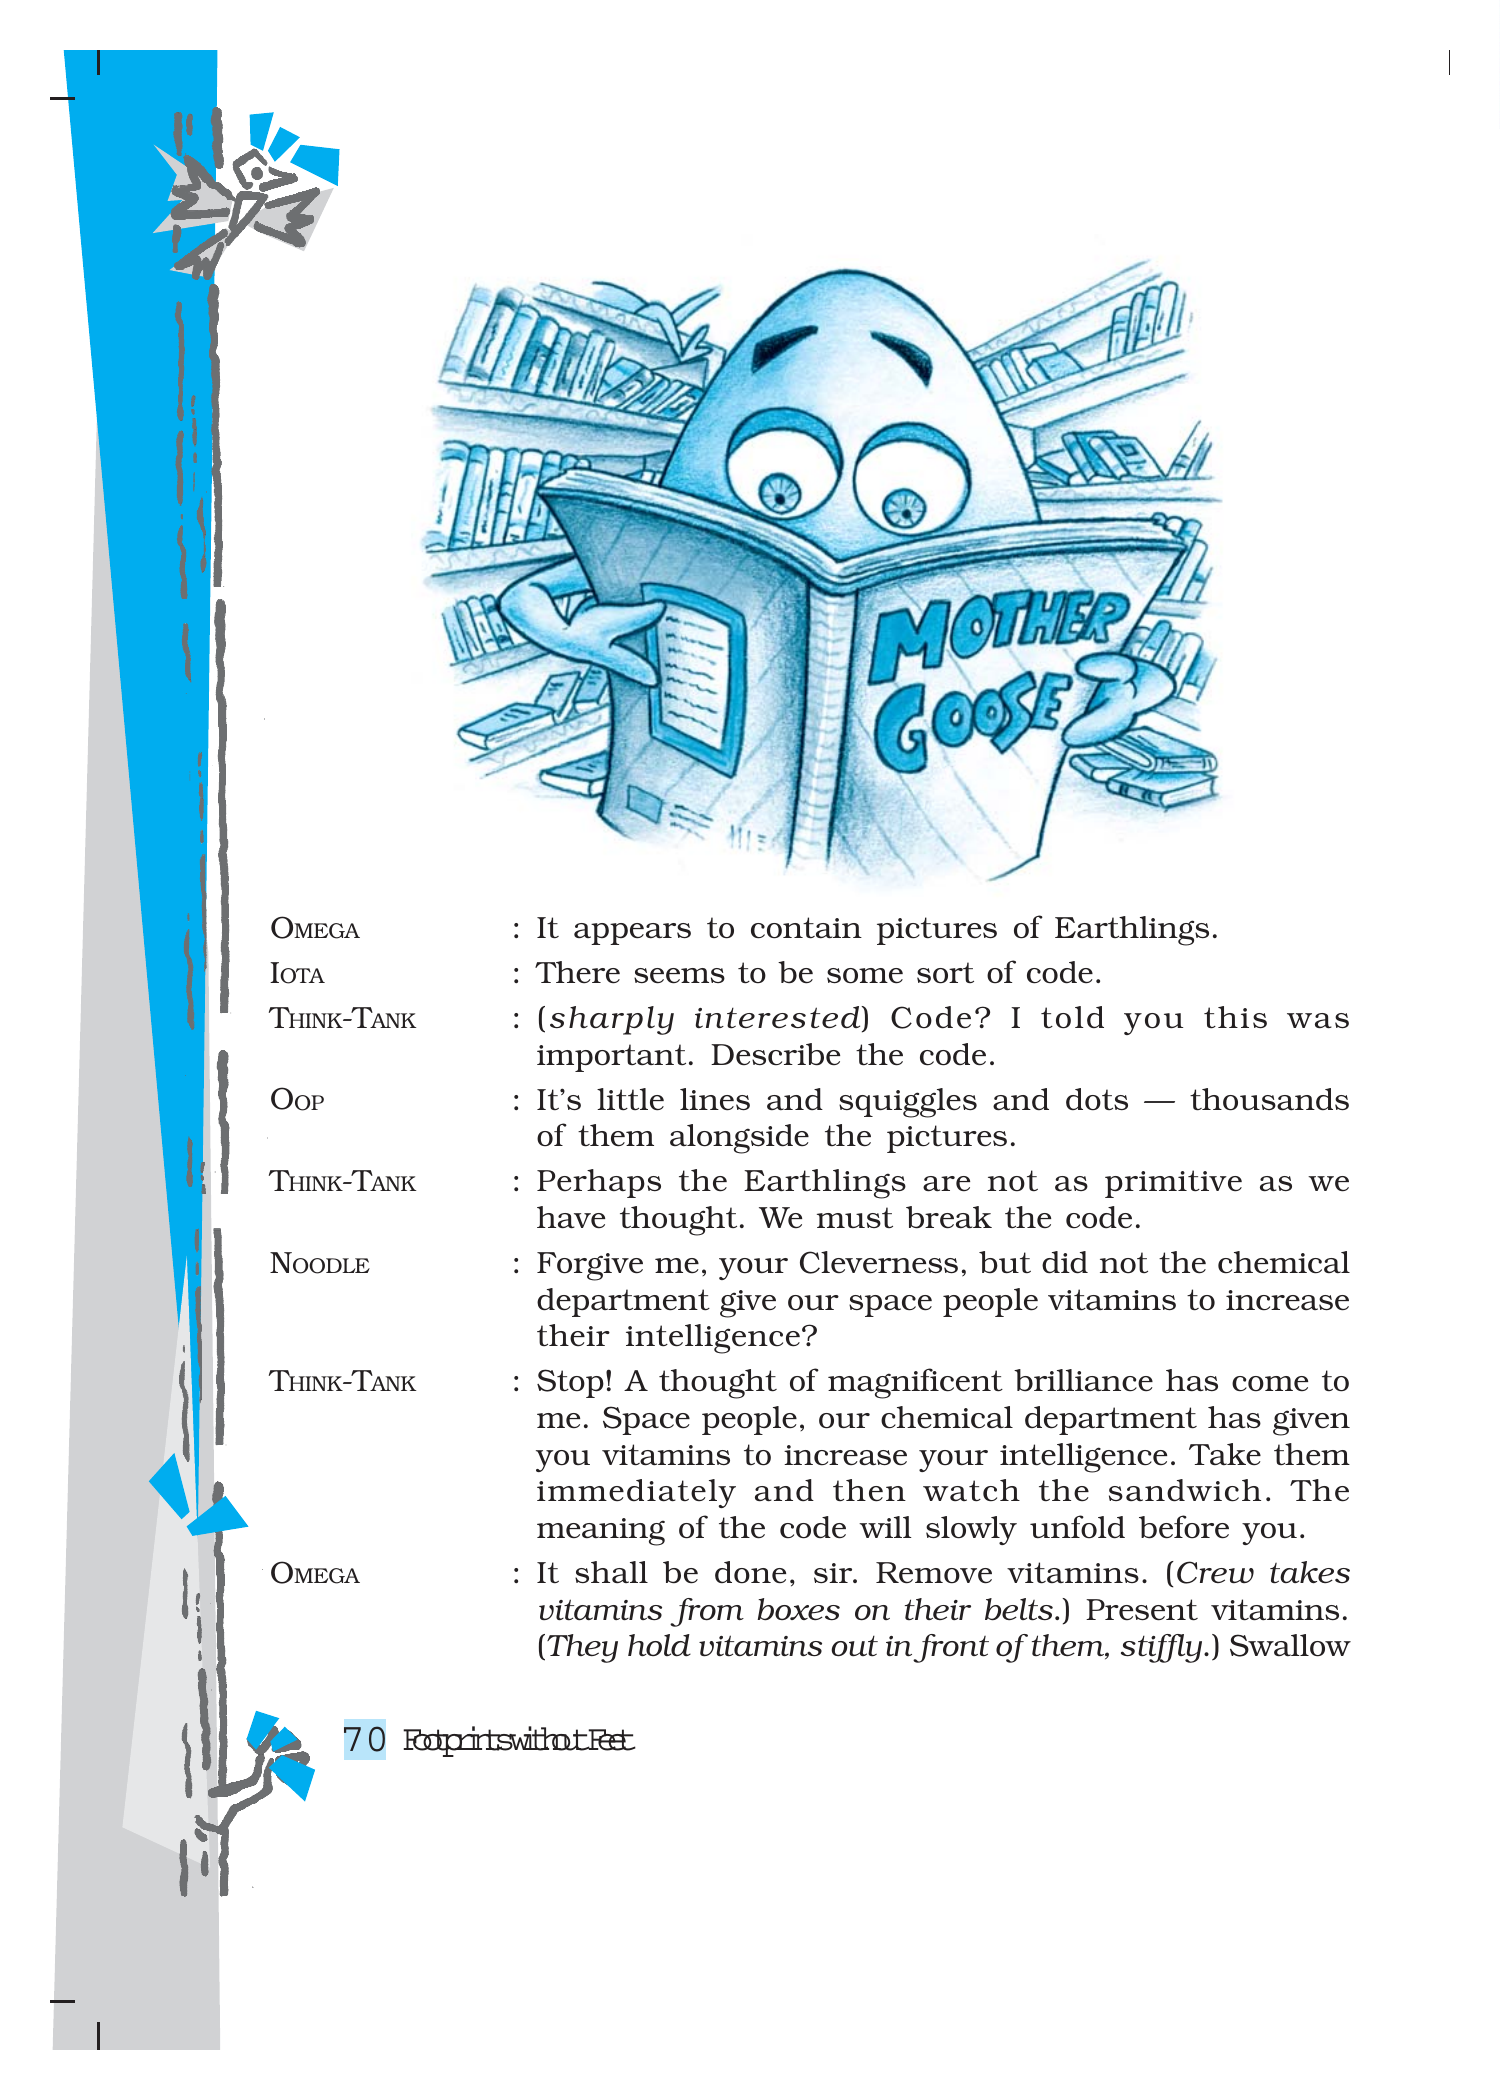 MOTHER
GOOSE
OMEGA : It appears to contain pictures of Earthlings.
IOTA : There seems to be some sort of code.
THINK-TANK : (sharply interested) Code? I told you this was
important. Describe the code.
OOP : It's little lines and squiggles and dots — thousands
of them alongside the pictures.
THINK-TANK : Perhaps the Earthlings are not as primitive as we
have thought. We must break the code.
NOODLE : Forgive me, your Cleverness, but did not the chemical
department give our space people vitamins to increase
their intelligence?
THINK-TANK : Stop! A thought of magnificent brilliance has come to
me. Space people, our chemical department has given
you vitamins to increase your intelligence. Take them
immediately and then watch the sandwich. The
meaning of the code will slowly unfold before you.
OMEGA : It shall be done, sir. Remove vitamins. (Crew takes
vitamins from boxes on their belts.) Present vitamins.
(They hold vitamins out in front of them, stiffly.) Swallow
70 Footprints without Feet